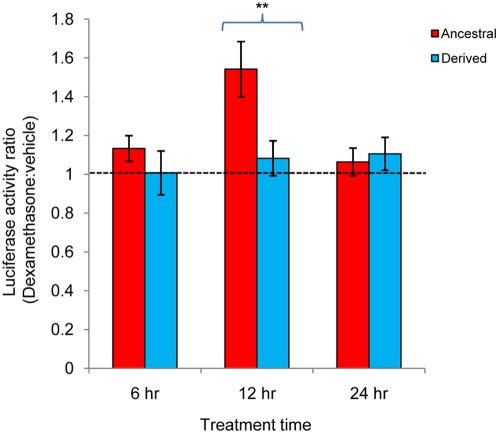 **
Ancestral
Derived
Luciferase activity ratio
(Dexamethasone:vehicle)
1.8
1.6
1.4
1.2
1
0.8
0.6
0.4
0.2
0
6 hr 12 hr 24 hr
Treatment time